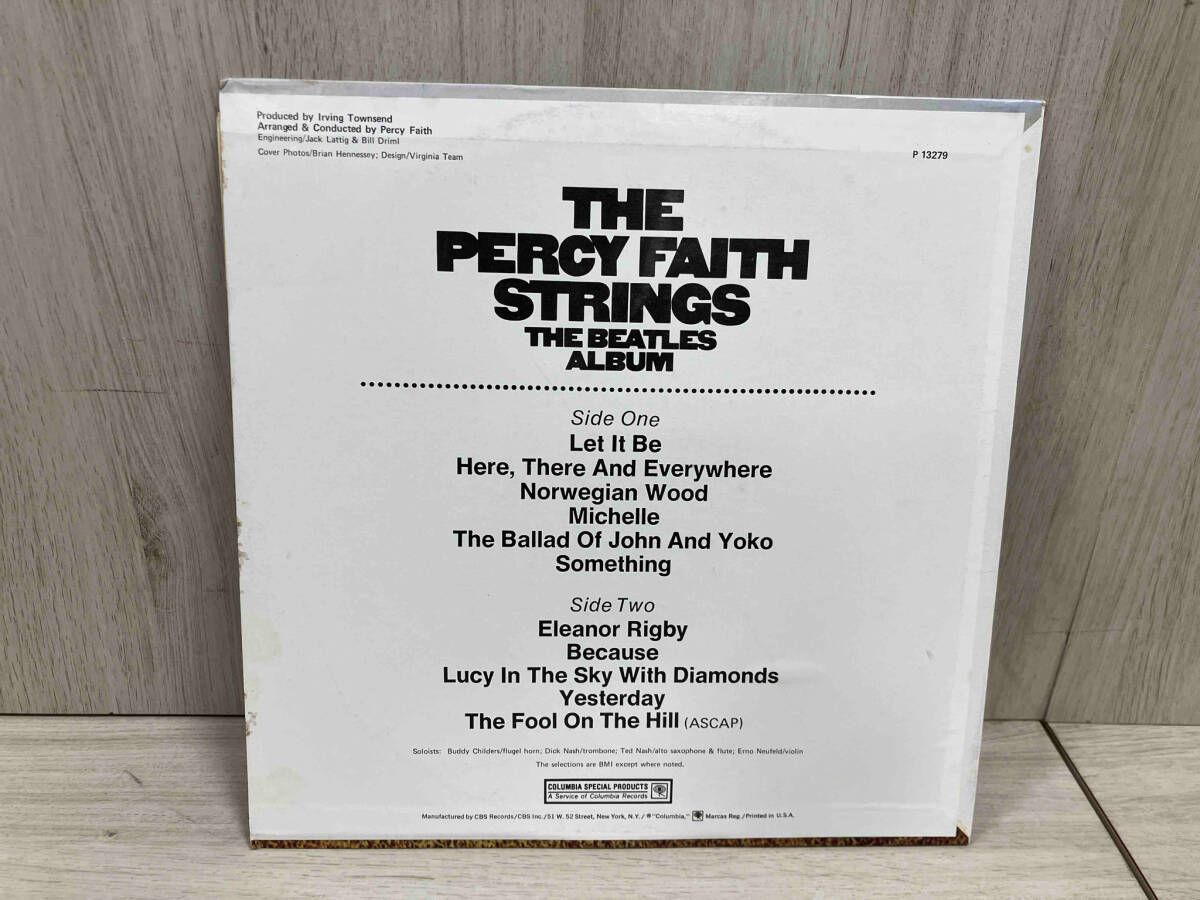 Produced by Irving Townsend
Arranged & Conducted by Percy Faith
Engineering/Jack Lattig & Bill Driml
Cover Photos/Brian Hennessey; Design/Virginia Team
P 13279
THE
PERCY FAITH
STRINGS
THE BEATLES
ALBUM
Side One
Let It Be
Here, There And Everywhere
Norwegian Wood
Michelle
The Ballad Of John And Yoko
Something
Side Two
Eleanor Rigby
Because
Lucy In The Sky With Diamonds
Yesterday
The Fool On The Hill (ASCAP)
Soloists: Buddy Childers/flugel horn; Dick Nash/trombone; Ted Nash/alto saxophone & flute; Erno Neufeld/violin
The selections are BMI except where noted.
COLUMBIA SPECIAL PRODUCTS
A Service of Columbia Records
Manufactured by CBS Records/CBS Inc./51 W. 52 Street, New York, N.Y./ ® "Columbia," Marcas Reg./Printed in U.S.A.